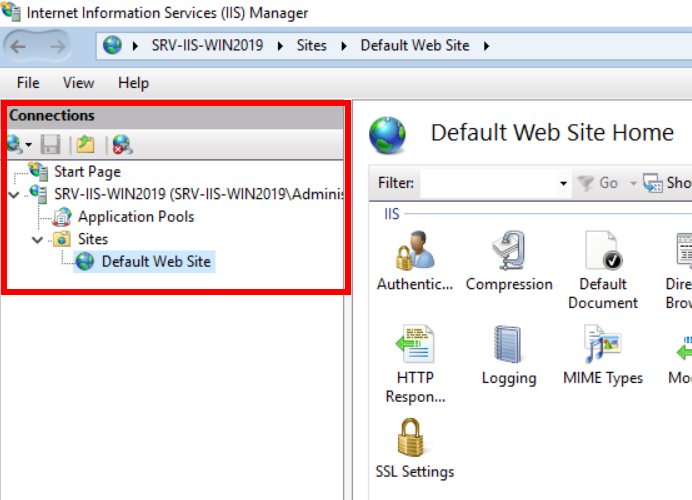 Internet Information Services (IIS) Manager
SRV-IIS-WIN2019 Sites Default Web Site
File View Help
Connections
Start Page
SRV-IIS-WIN2019 (SRV-IIS-WIN2019\Adminis
Application Pools
Sites
Default Web Site
Default Web Site Home
Filter: Go Sho
IIS
Authentic... Compression Default Document Dire Brow
HTTP Respon... Logging MIME Types Mo
SSL Settings